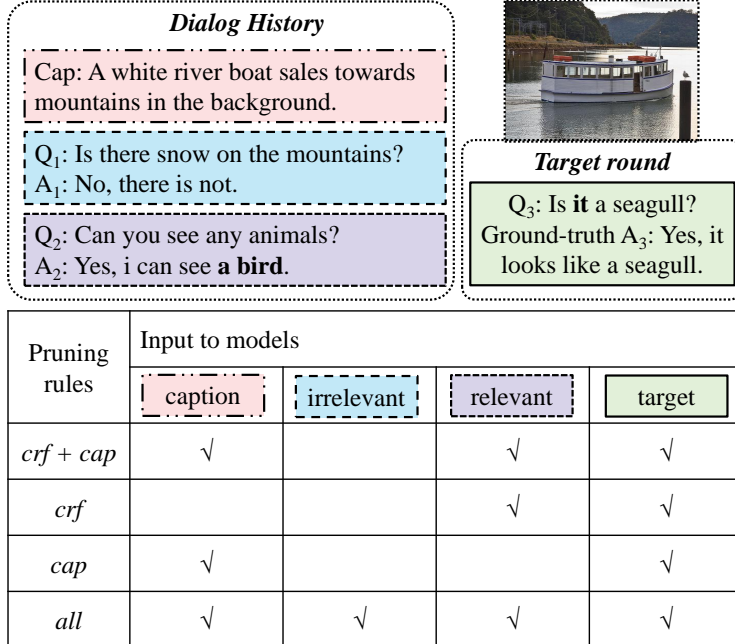 Dialog History
Cap: A white river boat sales towards
mountains in the background.
Q₁: Is there snow on the mountains?
A₁: No, there is not.
Q₂: Can you see any animals?
A₂: Yes, i can see a bird.
Target round
Q₃: Is it a seagull?
Ground-truth A₃: Yes, it
looks like a seagull.
Pruning
rules
Input to models
caption irrelevant relevant target
crf + cap √ √ √
crf √ √
cap √ √
all √ √ √ √